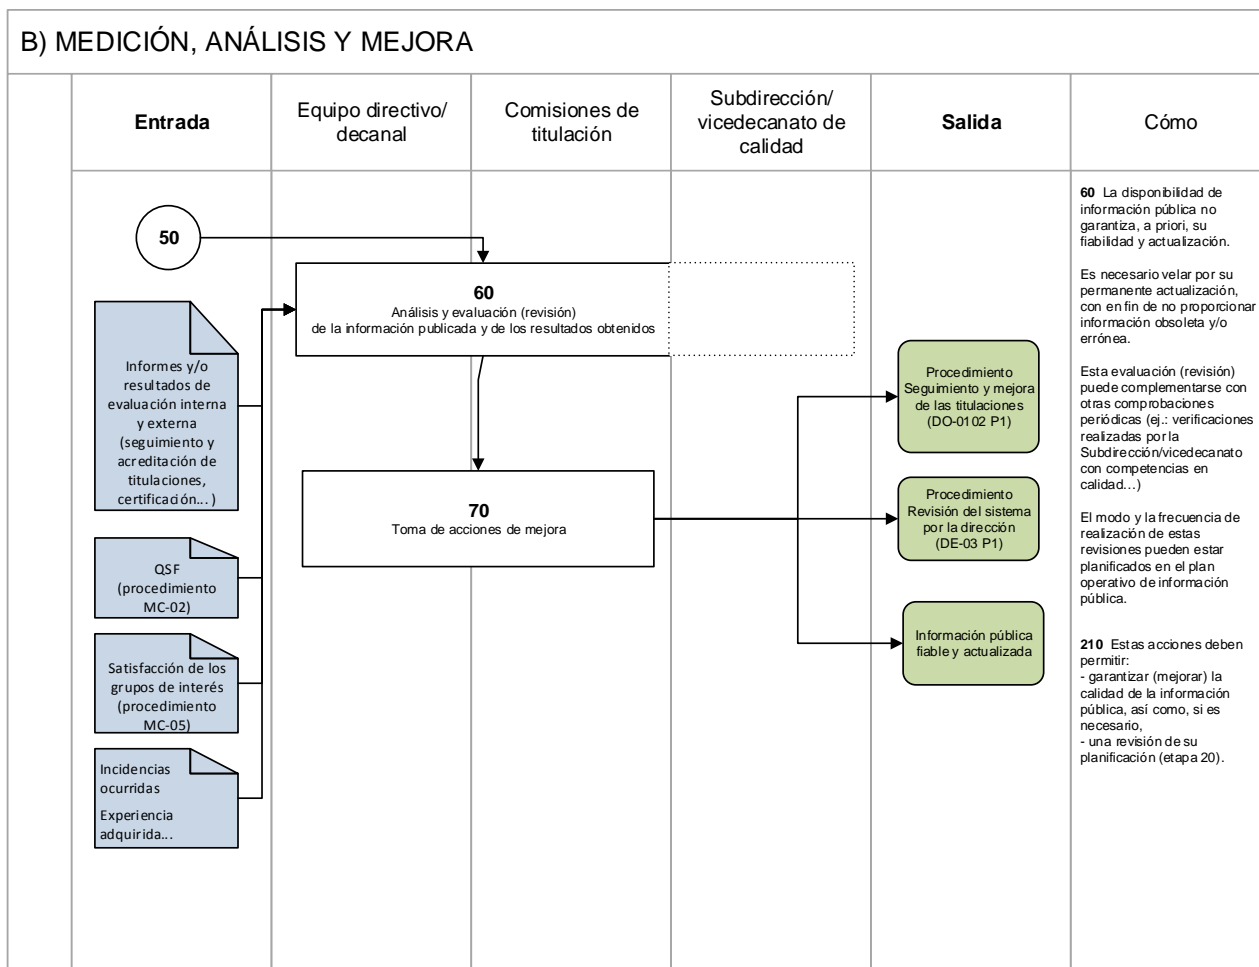 B) MEDICIÓN, ANÁLISIS Y MEJORA
Entrada
Equipo directivo/
decanal
Comisiones de
titulación
Subdirección/
vicedecanato de
calidad
Salida
Cómo
50
60
Análisis y evaluación (revisión)
de la información publicada y de los resultados obtenidos
Informes y/o
resultados de
evaluación interna
y externa
(seguimiento y
acreditación de
titulaciones,
certificación... )
QSF
(procedimiento
MC-02)
Satisfacción de los
grupos de interés
(procedimiento
MC-05)
Incidencias
ocurridas
Experiencia
adquirida...
70
Toma de acciones de mejora
Procedimiento
Seguimiento y mejora
de las titulaciones
(DO-0102 P1)
Procedimiento
Revisión del sistema
por la dirección
(DE-03 P1)
Información pública
fiable y actualizada
60 La disponibilidad de
información pública no
garantiza, a priori, su
fiabilidad y actualización.
Es necesario velar por su
permanente actualización,
con en fin de no proporcionar
información obsoleta y/o
errónea.
Esta evaluación (revisión)
puede complementarse con
otras comprobaciones
periódicas (ej.: verificaciones
realizadas por la
Subdirección/vicedecanato
con competencias en
calidad...)
El modo y la frecuencia de
realización de estas
revisiones pueden estar
planificados en el plan
operativo de información
pública.
210 Estas acciones deben
permitir:
- garantizar (mejorar) la
calidad de la información
pública, así como, si es
necesario,
- una revisión de su
planificación (etapa 20).